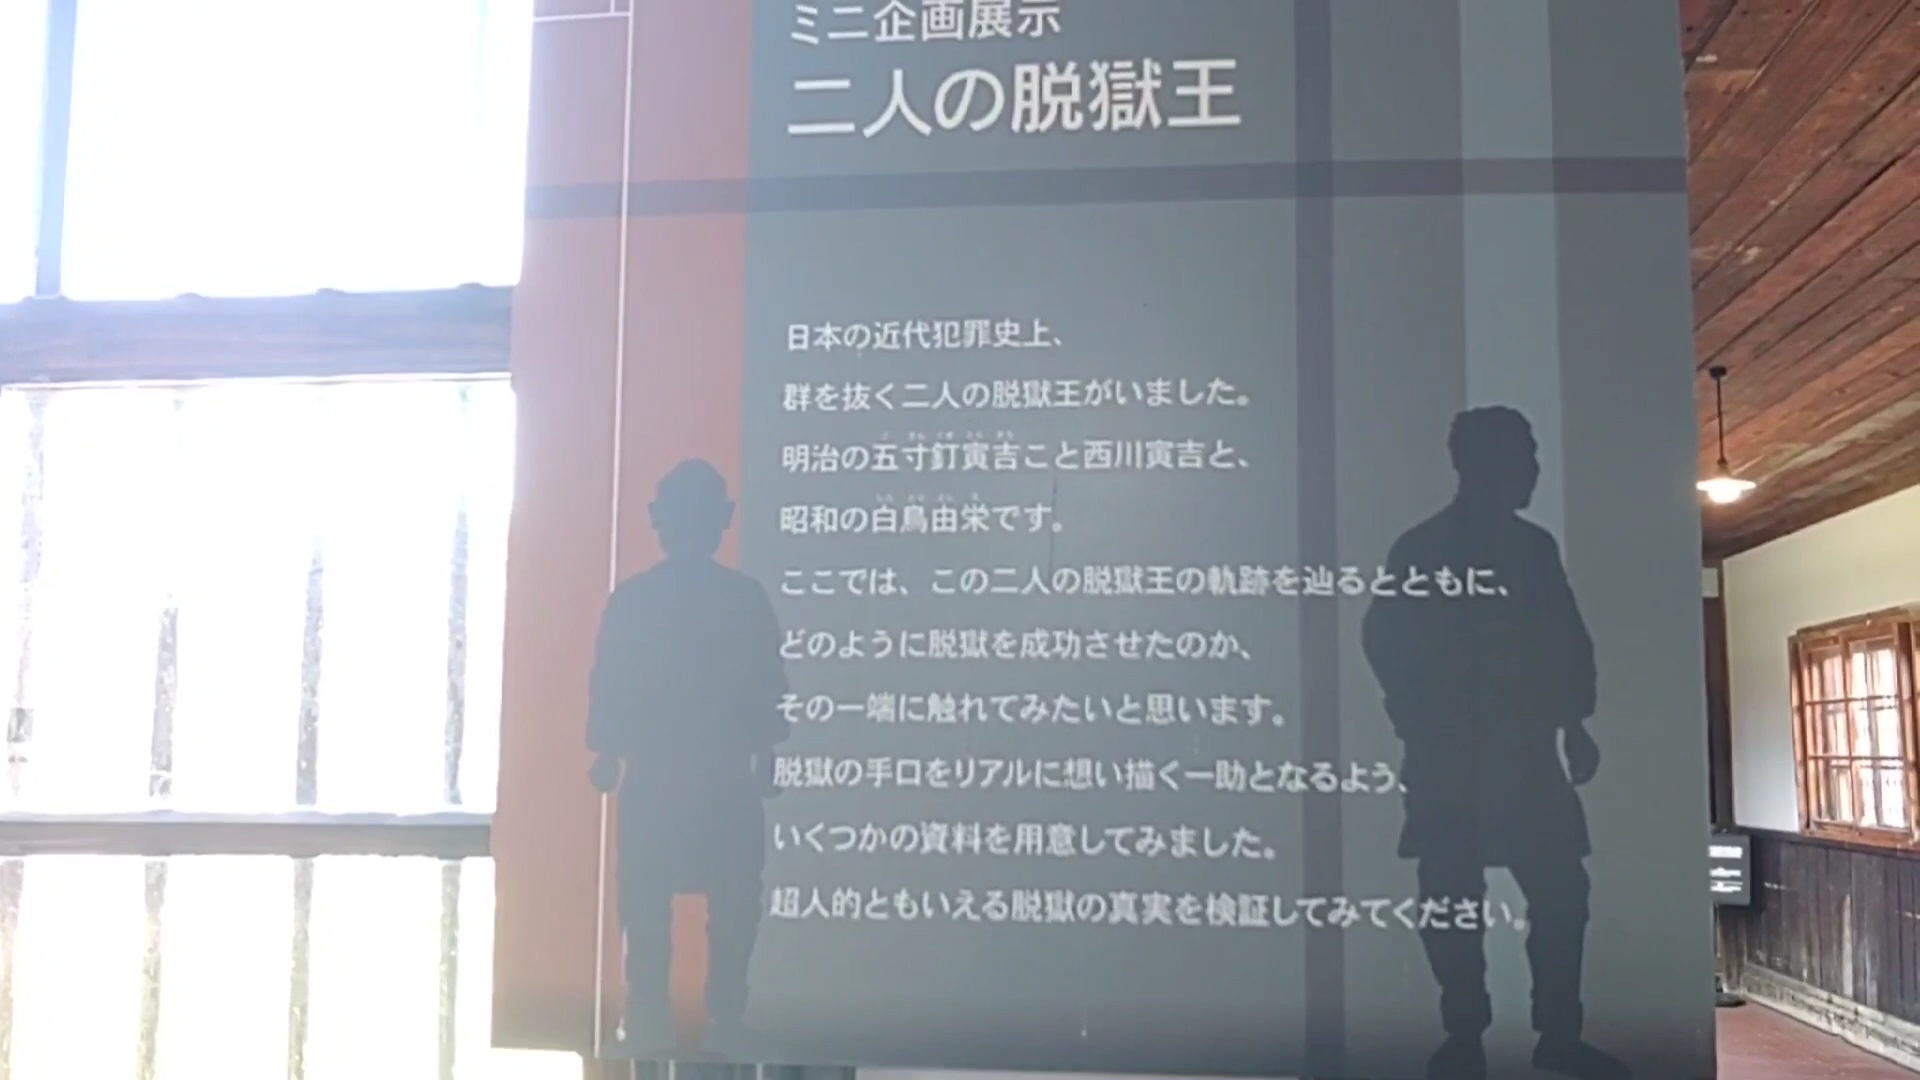 ミニ企画展示
二人の脱獄王
日本の近代犯罪史上、
群を抜く二人の脱獄王がいました。
明治の五寸釘寅吉こと西川寅吉と、
昭和の白鳥由栄です。
ここでは、この二人の脱獄王の軌跡を辿るとともに、
どのように脱獄を成功させたのか、
その一端に触れてみたいと思います。
脱獄の手口をリアルに想い描く一助となるよう、
いくつかの資料を用意してみました。
超人的ともいえる脱獄の真実を検証してみてください。